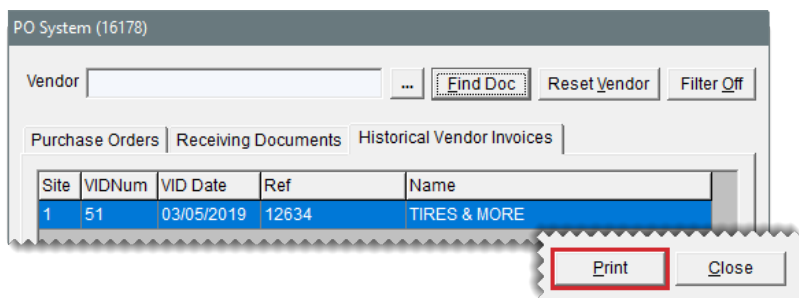 PO System (16178)
Vendor ... Find Doc Reset Vendor Filter Off
Purchase Orders Receiving Documents Historical Vendor Invoices
Site VIDNum VID Date Ref Name
1 51 03/05/2019 12634 TIRES & MORE
Print Close